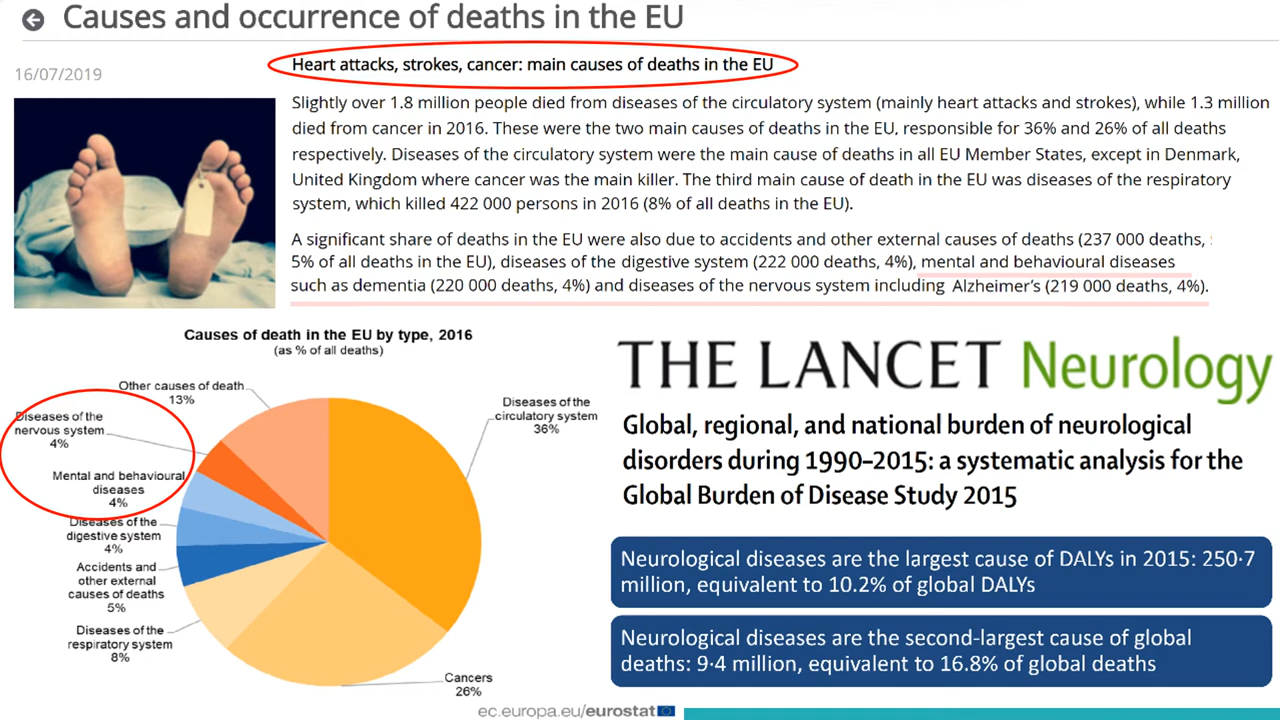 Causes and occurrence of deaths in the EU
16/07/2019
Heart attacks, strokes, cancer: main causes of deaths in the EU
Slightly over 1.8 million people died from diseases of the circulatory system (mainly heart attacks and strokes), while 1.3 million
died from cancer in 2016. These were the two main causes of deaths in the EU, responsible for 36% and 26% of all deaths
respectively. Diseases of the circulatory system were the main cause of deaths in all EU Member States, except in Denmark,
United Kingdom where cancer was the main killer. The third main cause of death in the EU was diseases of the respiratory
system, which killed 422 000 persons in 2016 (8% of all deaths in the EU).
A significant share of deaths in the EU were also due to accidents and other external causes of deaths (237 000 deaths,
5% of all deaths in the EU), diseases of the digestive system (222 000 deaths, 4%), mental and behavioural diseases
such as dementia (220 000 deaths, 4%) and diseases of the nervous system including Alzheimer's (219 000 deaths, 4%).
Causes of death in the EU by type, 2016
(as % of all deaths)
Other causes of death
13%
Diseases of the
nervous system
4%
Mental and behavioural
diseases
4%
Diseases of the
digestive system
4%
Accidents and
other external
causes of deaths
5%
Diseases of the
respiratory system
8%
Diseases of the
circulatory system
36%
Cancers
26%
ec.europa.eu/eurostat
THE LANCET Neurology
Global, regional, and national burden of neurological
disorders during 1990–2015: a systematic analysis for the
Global Burden of Disease Study 2015
Neurological diseases are the largest cause of DALYs in 2015: 250·7
million, equivalent to 10.2% of global DALYs
Neurological diseases are the second-largest cause of global
deaths: 9·4 million, equivalent to 16.8% of global deaths